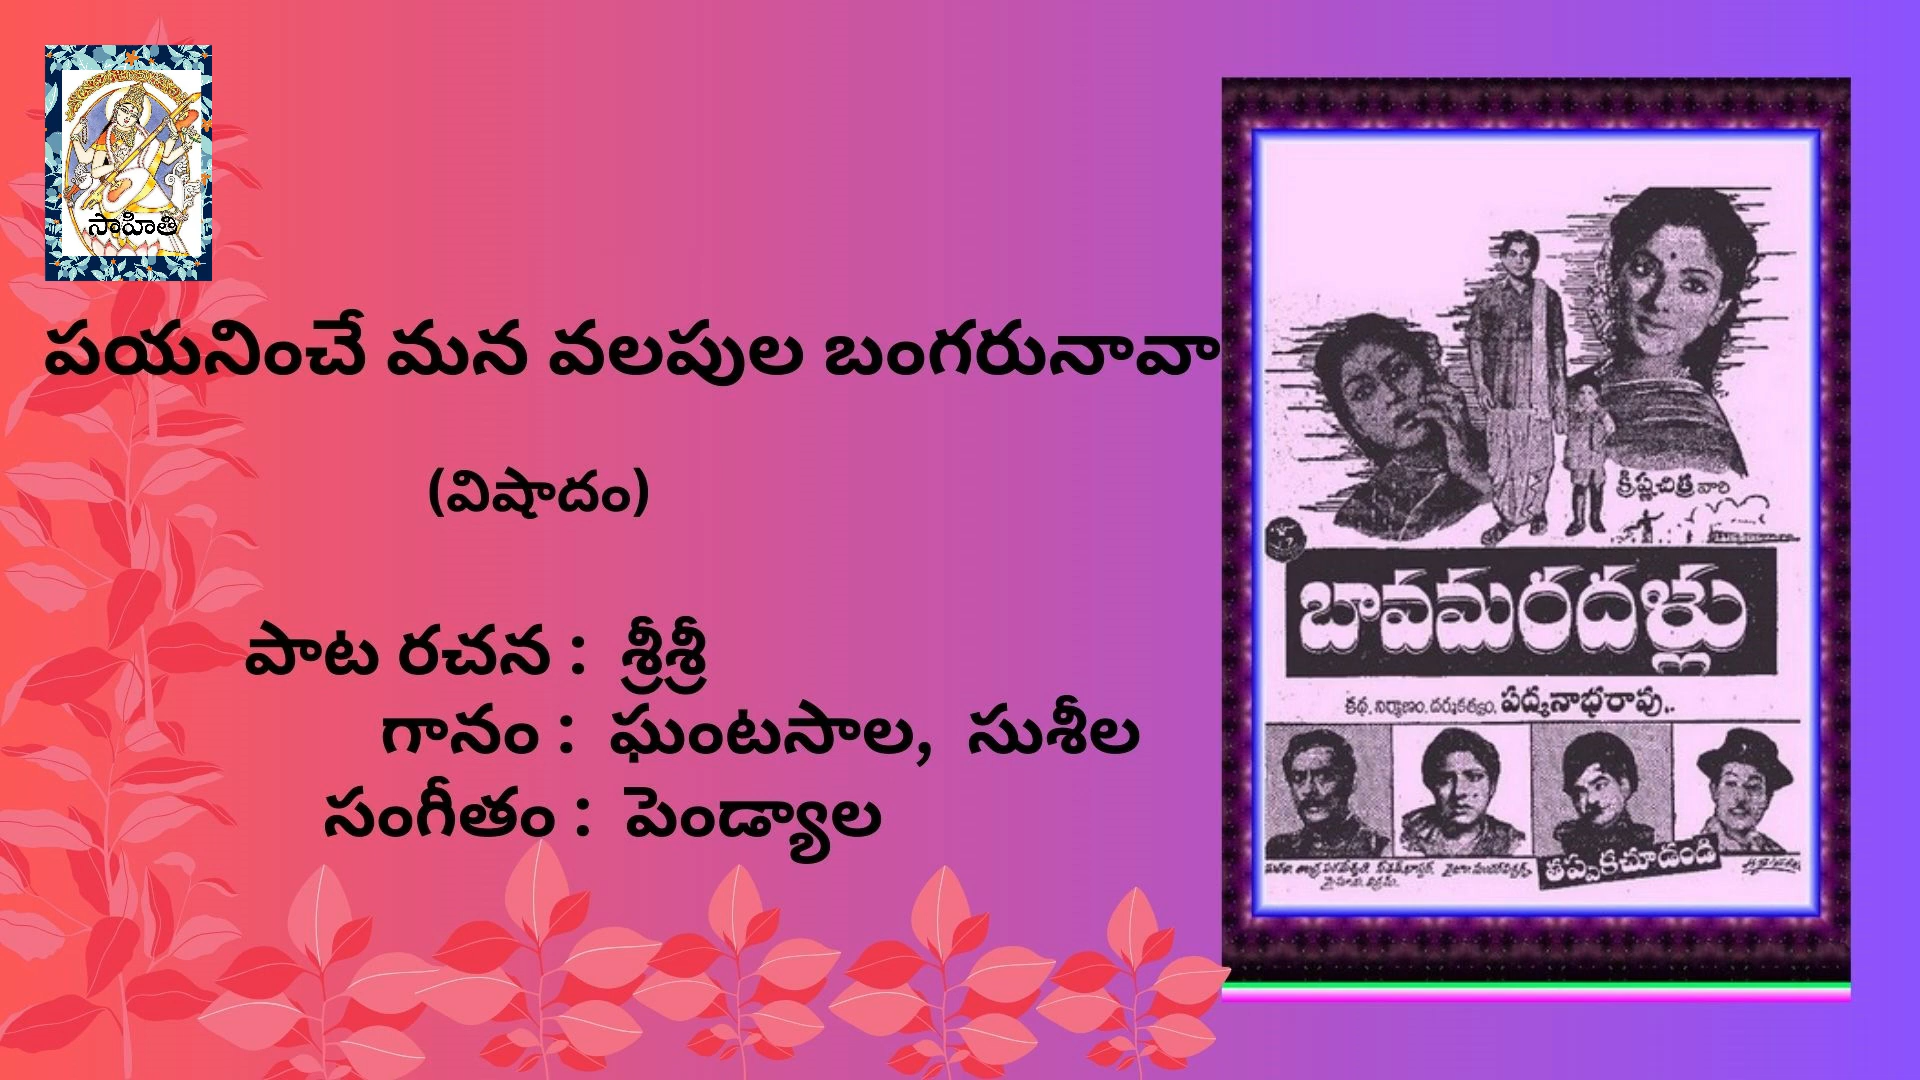 సాహితి
పయనించే మన వలపుల బంగరునావా
(విషాదం)
పాట రచన : శ్రీశ్రీ
గానం : ఘంటసాల, సుశీల
సంగీతం : పెండ్యాల
క్రిష్ణచిత్ర వారి
బావమరదళ్లు
కథ, నిర్మాణం, దర్శకత్వం, పద్మనాభరావు..
తప్పకచూడండి